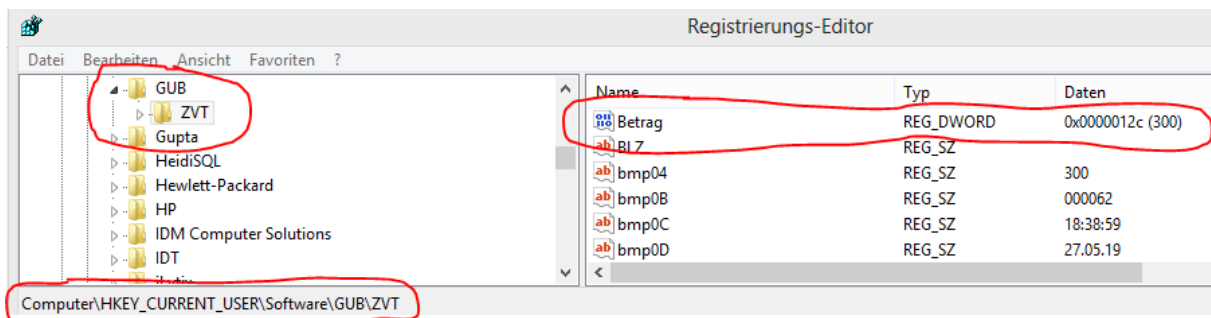 Registrierungs-Editor
Datei Bearbeiten Ansicht Favoriten ?
GUB
ZVT
Gupta
HeidiSQL
Hewlett-Packard
HP
IDM Computer Solutions
IDT
Name Typ Daten
Betrag REG_DWORD 0x0000012c (300)
BLZ REG_SZ
bmp04 REG_SZ 300
bmp0B REG_SZ 000062
bmp0C REG_SZ 18:38:59
bmp0D REG_SZ 27.05.19
Computer\HKEY_CURRENT_USER\Software\GUB\ZVT